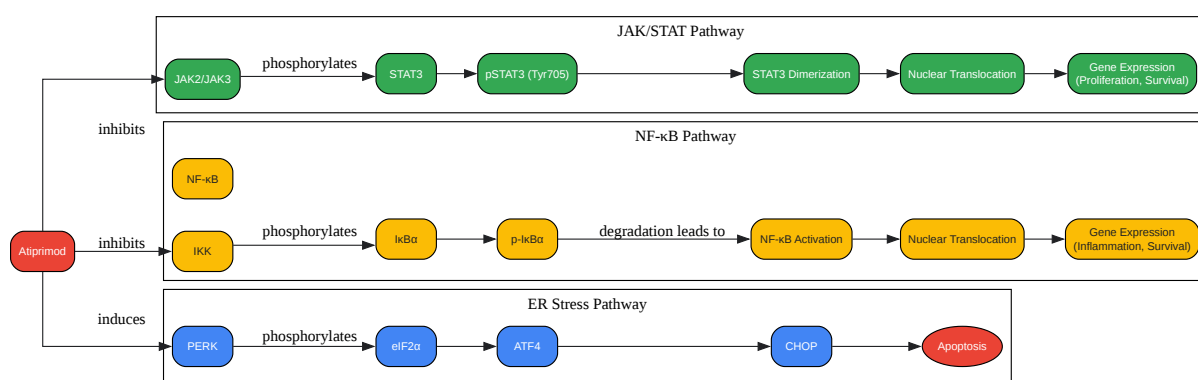 JAK/STAT Pathway
JAK2/JAK3
phosphorylates
STAT3
pSTAT3 (Tyr705)
STAT3 Dimerization
Nuclear Translocation
Gene Expression
(Proliferation, Survival)
inhibits
NF-κB Pathway
NF-κB
Atiprimod
inhibits
IKK
phosphorylates
IκBα
p-IκBα
degradation leads to
NF-κB Activation
Nuclear Translocation
Gene Expression
(Inflammation, Survival)
induces
ER Stress Pathway
PERK
phosphorylates
eIF2α
ATF4
CHOP
Apoptosis